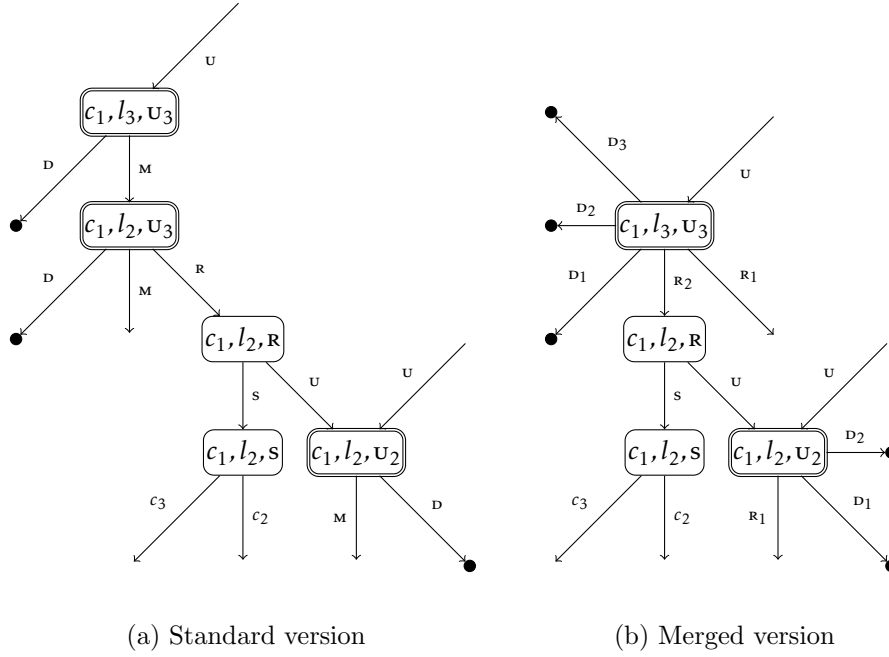 U
c₁, l₃, U₃
D
M
c₁, l₂, U₃
D
M
R
c₁, l₂, R
S
U
U
c₁, l₂, S
c₁, l₂, U₂
c₃
c₂
M
D
(a) Standard version
D₃
U
D₂
c₁, l₃, U₃
D₁
R₂
R₁
c₁, l₂, R
S
U
U
c₁, l₂, S
c₁, l₂, U₂
D₂
c₃
c₂
R₁
D₁
(b) Merged version